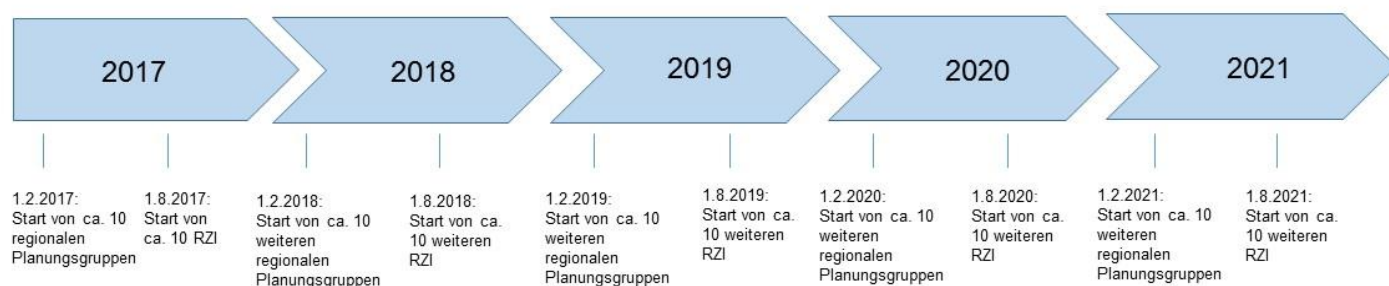 2017
2018
2019
2020
2021
1.2.2017:
Start von ca. 10
regionalen
Planungsgruppen
1.8.2017:
Start von
ca. 10 RZI
1.2.2018:
Start von ca. 10
weiteren
regionalen
Planungsgruppen
1.8.2018:
Start von ca.
10 weiteren
RZI
1.2.2019:
Start von ca. 10
weiteren
regionalen
Planungsgruppen
1.8.2019:
Start von ca.
10 weiteren
RZI
1.2.2020:
Start von ca. 10
weiteren
regionalen
Planungsgruppen
1.8.2020:
Start von ca.
10 weiteren
RZI
1.2.2021:
Start von ca. 10
weiteren
regionalen
Planungsgruppen
1.8.2021:
Start von ca.
10 weiteren
RZI